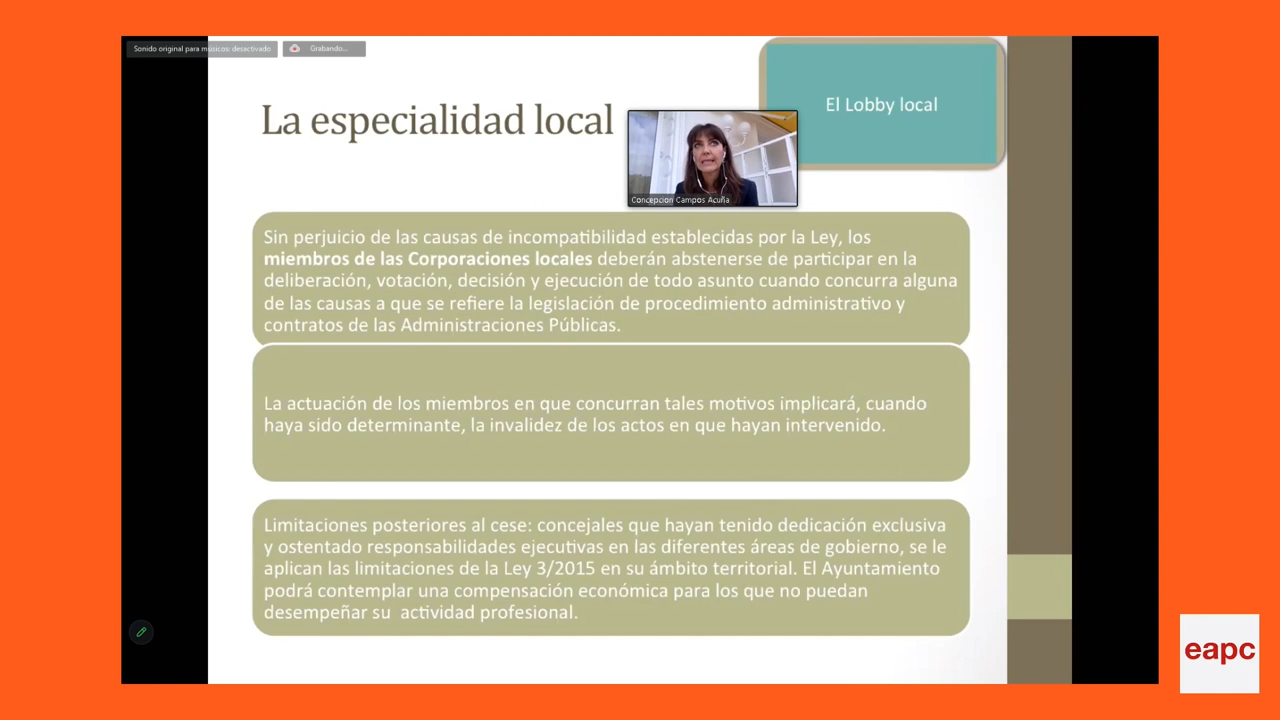 Sonido original para músicos: desactivado
Grabando...
La especialidad local
El Lobby local
Concepcion Campos Acuña
Sin perjuicio de las causas de incompatibilidad establecidas por la Ley, los
miembros de las Corporaciones locales deberán abstenerse de participar en la
deliberación, votación, decisión y ejecución de todo asunto cuando concurra alguna
de las causas a que se refiere la legislación de procedimiento administrativo y
contratos de las Administraciones Públicas.
La actuación de los miembros en que concurran tales motivos implicará, cuando
haya sido determinante, la invalidez de los actos en que hayan intervenido.
Limitaciones posteriores al cese: concejales que hayan tenido dedicación exclusiva
y ostentado responsabilidades ejecutivas en las diferentes áreas de gobierno, se le
aplican las limitaciones de la Ley 3/2015 en su ámbito territorial. El Ayuntamiento
podrá contemplar una compensación económica para los que no puedan
desempeñar su actividad profesional.
eapc